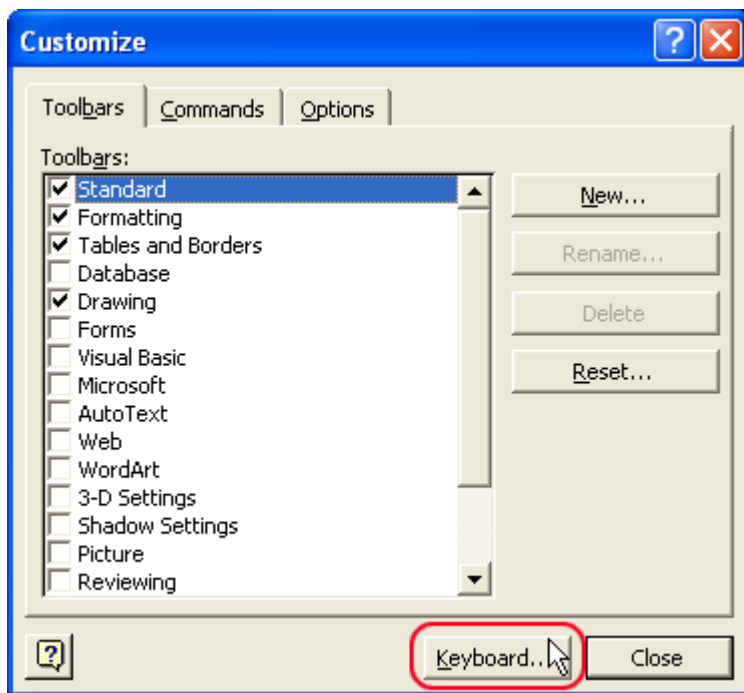 Customize
Toolbars Commands Options
Toolbars:
Standard
Formatting
Tables and Borders
Database
Drawing
Forms
Visual Basic
Microsoft
AutoText
Web
WordArt
3-D Settings
Shadow Settings
Picture
Reviewing
New...
Rename...
Delete
Reset...
Keyboard... Close